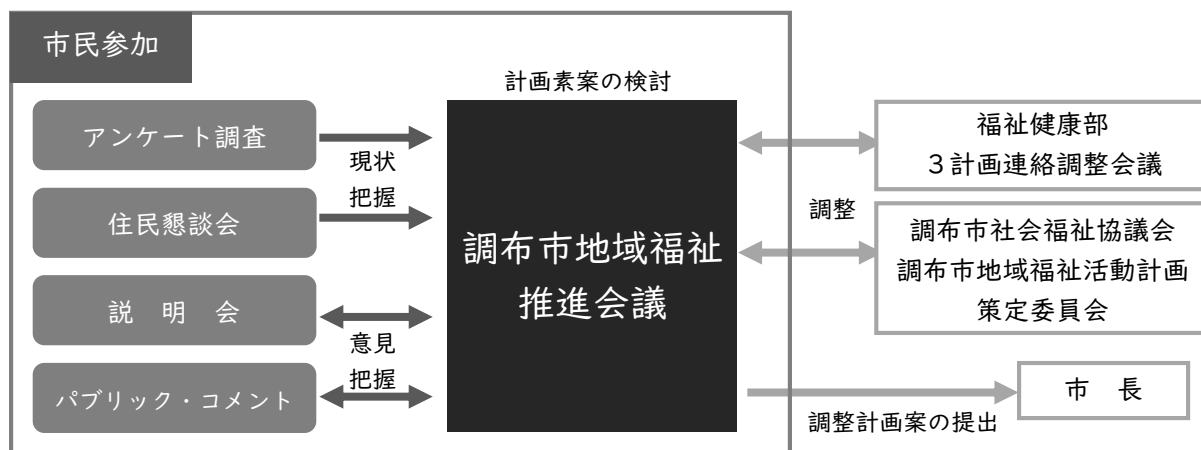 市民参加
計画素案の検討
アンケート調査
現状
把握
住民懇談会
説　明　会
意見
把握
パブリック・コメント
調布市地域福祉
推進会議
福祉健康部
３計画連絡調整会議
調整
調布市社会福祉協議会
調布市地域福祉活動計画
策定委員会
市　長
調整計画案の提出